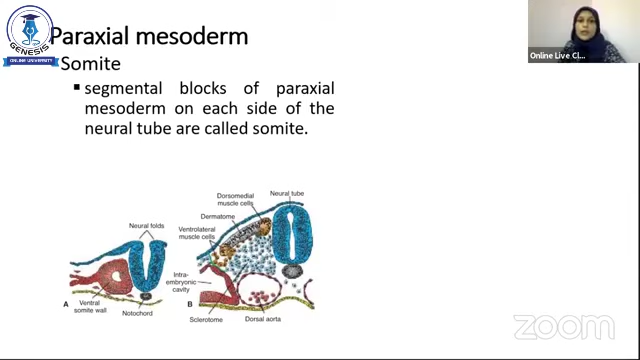 GENESIS
ONLINE UNIVERSITY
Paraxial mesoderm
Somite
▪ segmental blocks of paraxial
mesoderm on each side of the
neural tube are called somite.
Online Live Cl...
Neural folds
Ventral
somite wall
Notochord
A
Dorsomedial
muscle cells
Neural tube
Dermatome
Ventrolateral
muscle cells
Intra-
embryonic
cavity
B
Sclerotome
Dorsal aorta
zoom